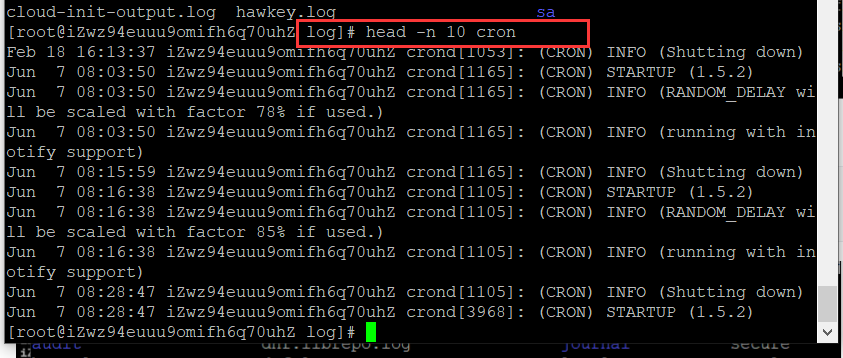 cloud-init-output.log  hawkey.log                    sa
[root@iZwz94euuu9omifh6q70uhZ log]# head -n 10 cron
Feb 18 16:13:37 iZwz94euuu9omifh6q70uhZ crond[1053]: (CRON) INFO (Shutting down)
Jun  7 08:03:50 iZwz94euuu9omifh6q70uhZ crond[1165]: (CRON) STARTUP (1.5.2)
Jun  7 08:03:50 iZwz94euuu9omifh6q70uhZ crond[1165]: (CRON) INFO (RANDOM_DELAY wi
ll be scaled with factor 78% if used.)
Jun  7 08:03:50 iZwz94euuu9omifh6q70uhZ crond[1165]: (CRON) INFO (running with in
otify support)
Jun  7 08:15:59 iZwz94euuu9omifh6q70uhZ crond[1165]: (CRON) INFO (Shutting down)
Jun  7 08:16:38 iZwz94euuu9omifh6q70uhZ crond[1105]: (CRON) STARTUP (1.5.2)
Jun  7 08:16:38 iZwz94euuu9omifh6q70uhZ crond[1105]: (CRON) INFO (RANDOM_DELAY wi
ll be scaled with factor 85% if used.)
Jun  7 08:16:38 iZwz94euuu9omifh6q70uhZ crond[1105]: (CRON) INFO (running with in
otify support)
Jun  7 08:28:47 iZwz94euuu9omifh6q70uhZ crond[1105]: (CRON) INFO (Shutting down)
Jun  7 08:28:47 iZwz94euuu9omifh6q70uhZ crond[3968]: (CRON) STARTUP (1.5.2)
[root@iZwz94euuu9omifh6q70uhZ log]#
audit dnf.librepo.log journal secure